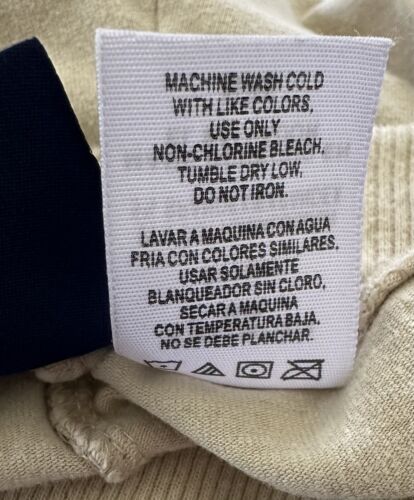 MACHINE WASH COLD
WITH LIKE COLORS,
USE ONLY
NON-CHLORINE BLEACH,
TUMBLE DRY LOW,
DO NOT IRON.
LAVAR A MAQUINA CON AGUA
FRIA CON COLORES SIMILARES,
USAR SOLAMENTE
BLANQUEADOR SIN CLORO,
SECAR A MAQUINA
CON TEMPERATURA BAJA,
NO SE DEBE PLANCHAR.